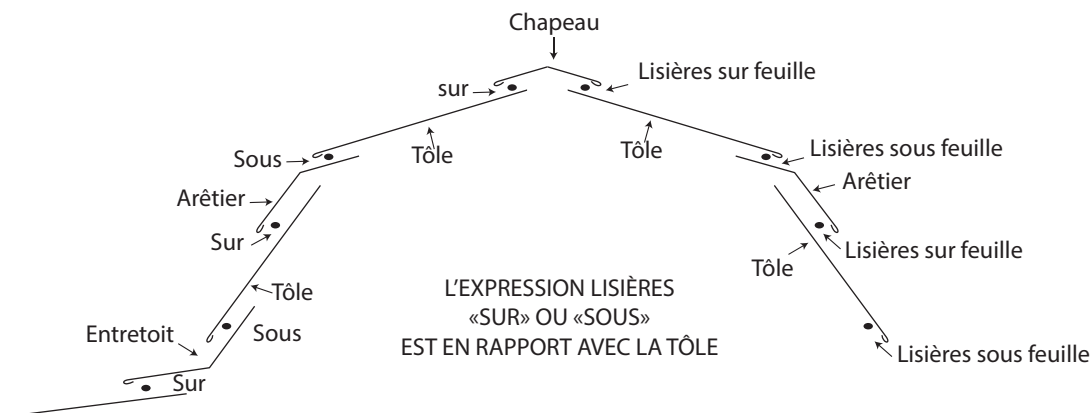 Chapeau
sur
Lisières sur feuille
Tôle
Tôle
Sous
Lisières sous feuille
Arêtier
Arêtier
Sur
Lisières sur feuille
Tôle
Tôle
L'EXPRESSION LISIÈRES
«SUR» OU «SOUS»
EST EN RAPPORT AVEC LA TÔLE
Entretoit
Sous
Lisières sous feuille
Sur